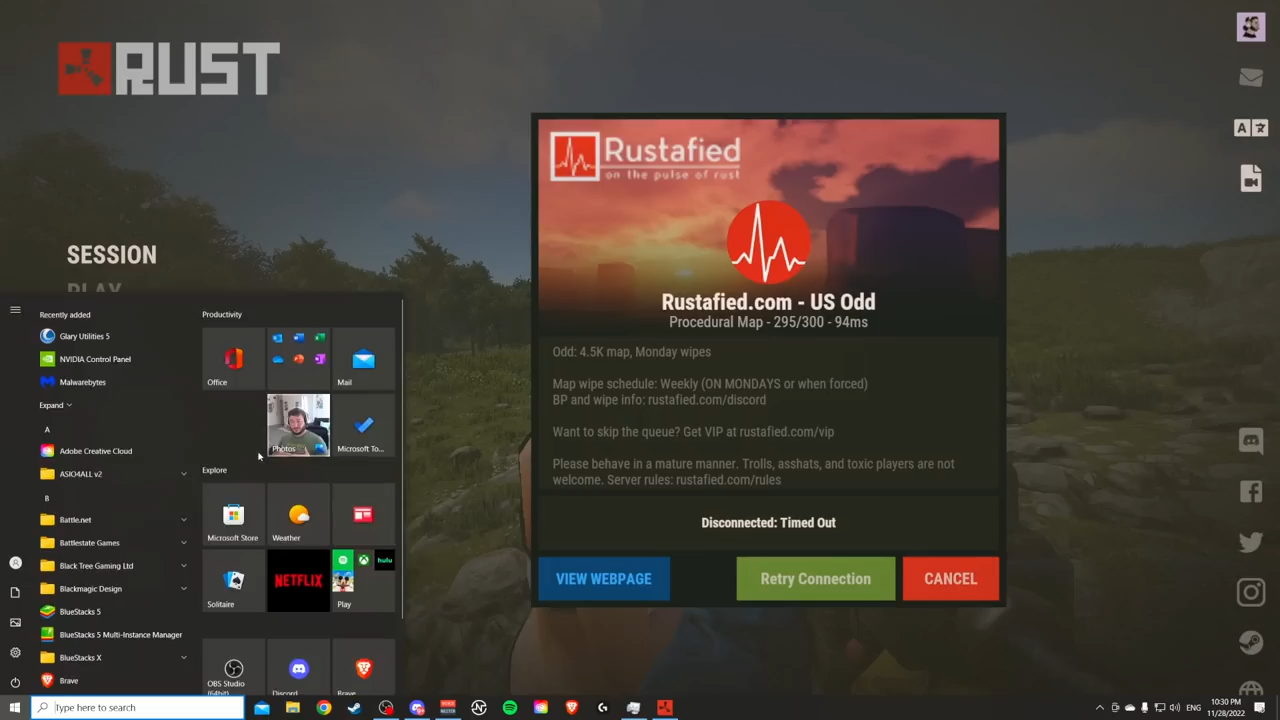 RUST
SESSION
PLAY
Rustafied
on the pulse of rust
Rustafied.com - US Odd
Procedural Map - 295/300 - 94ms
Odd: 4.5K map, Monday wipes
Map wipe schedule: Weekly (ON MONDAYS or when forced)
BP and wipe info: rustafied.com/discord
Want to skip the queue? Get VIP at rustafied.com/vip
Please behave in a mature manner. Trolls, asshats, and toxic players are not
welcome. Server rules: rustafied.com/rules
Disconnected: Timed Out
VIEW WEBPAGE
Retry Connection
CANCEL
Recently added
Glary Utilities 5
NVIDIA Control Panel
Malwarebytes
Expand
A
Adobe Creative Cloud
ASIO4ALL v2
B
Battle.net
Battlestate Games
Black Tree Gaming Ltd
Blackmagic Design
BlueStacks 5
BlueStacks 5 Multi-Instance Manager
BlueStacks X
Brave
Productivity
Office
Mail
Photos
Microsoft To...
Explore
Microsoft Store
Weather
Solitaire
NETFLIX
hulu
Play
OBS Studio
(64bit)
Discord
Brave
Type here to search
ENG
10:30 PM
11/28/2022